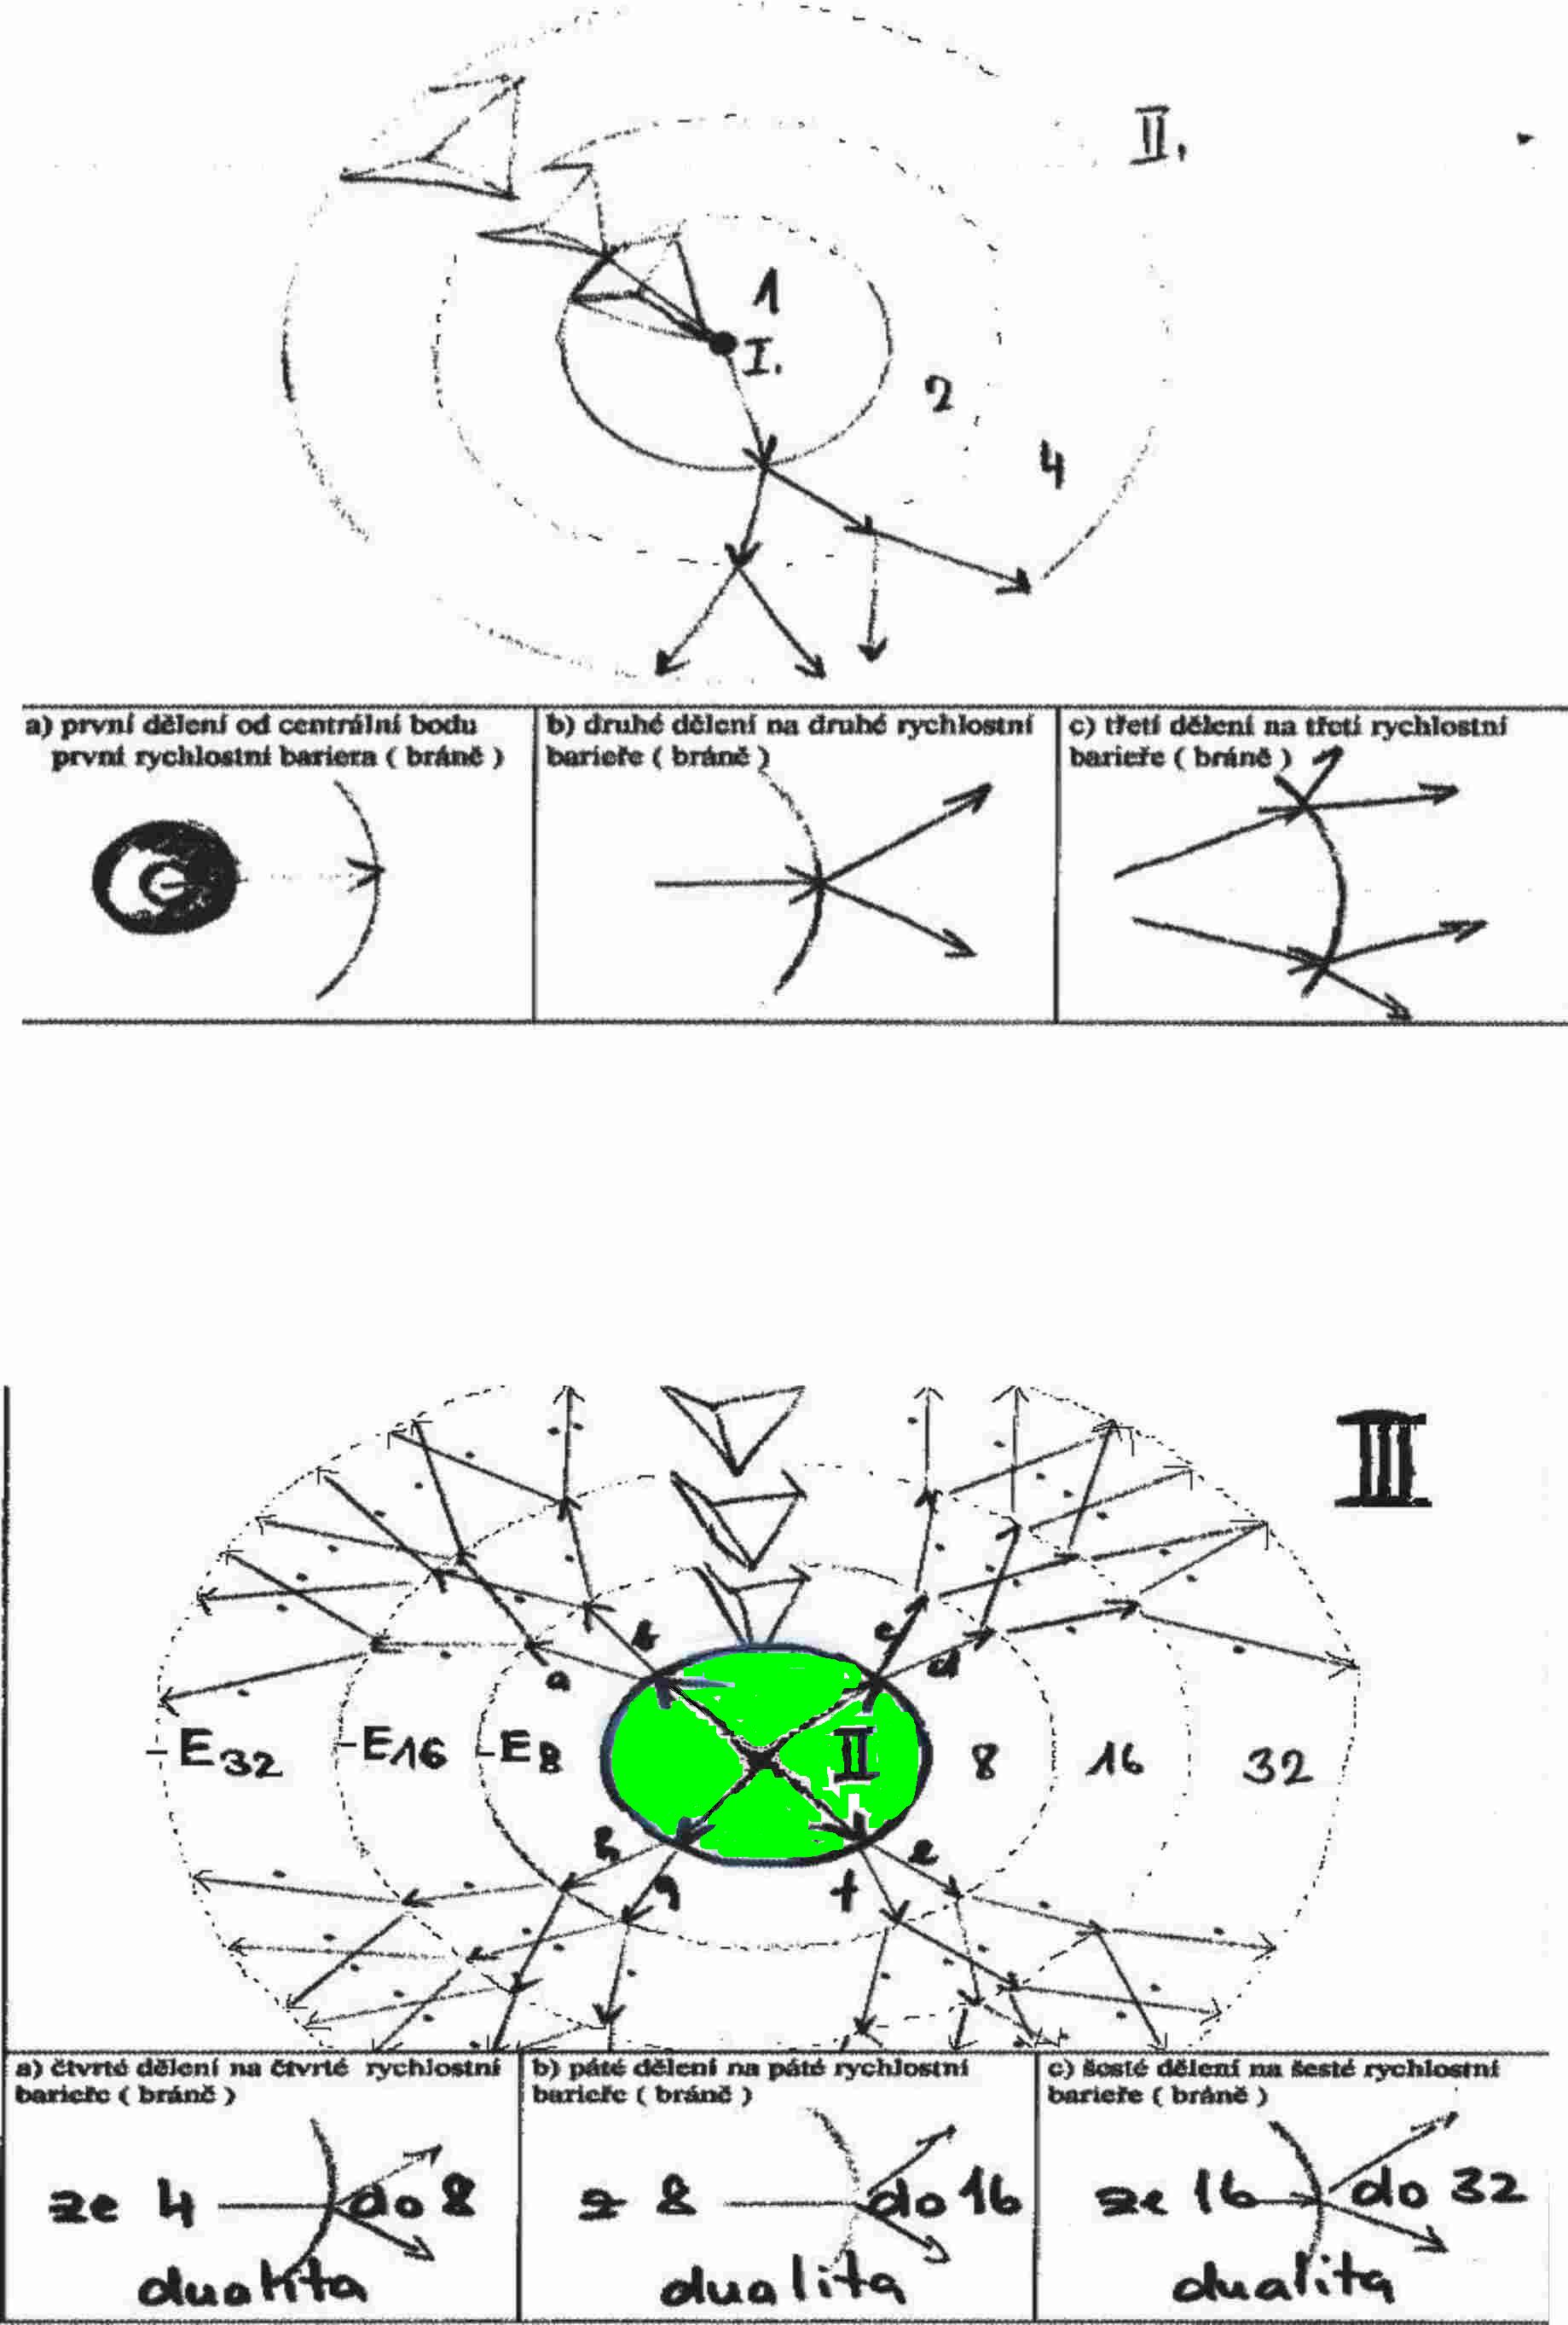 II.
1
I.
2
4
a) první dělení od centrální bodu
první rychlostní bariera ( bráně )
b) druhé dělení na druhé rychlostní
barieře ( bráně )
c) třetí dělení na třetí rychlostní
barieře ( bráně )
III
b
c
a
d
-E32
-E16
-E8
II
8
16
32
h
g
f
e
a) čtvrté dělení na čtvrté rychlostní
barieře ( bráně )
b) páté dělení na páté rychlostní
barieře ( bráně )
c) šesté dělení na šesté rychlostní
barieře ( bráně )
ze 4 do 8
dualita
z 8 do 16
dualita
ze 16 do 32
dualita